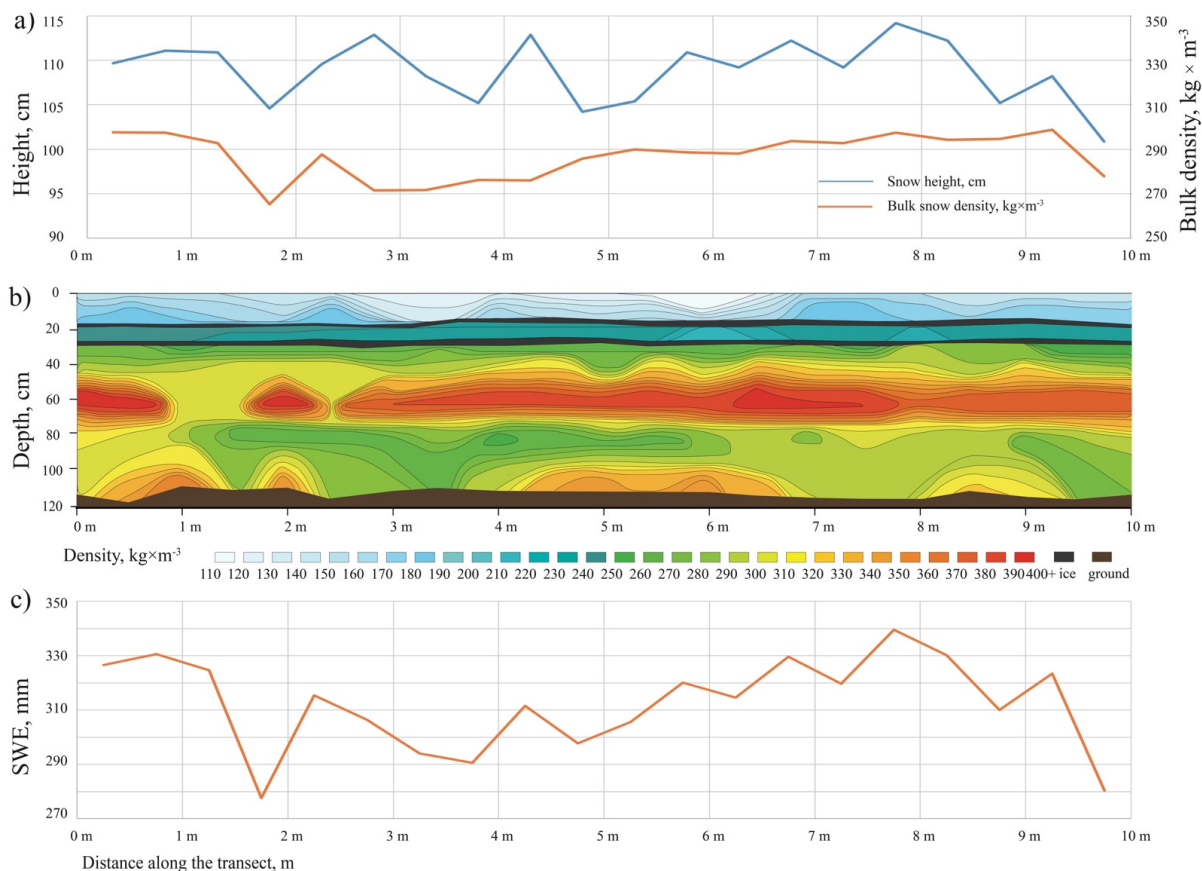 a)
Height, cm
115
110
105
100
95
90
Bulk density, kg × m⁻³
350
330
310
290
270
250
Snow height, cm
Bulk snow density, kg×m⁻³
0 m 1 m 2 m 3 m 4 m 5 m 6 m 7 m 8 m 9 m 10 m
b)
Depth, cm
0
20
40
60
80
100
120
0 m 1 m 2 m 3 m 4 m 5 m 6 m 7 m 8 m 9 m 10 m
Density, kg×m⁻³
110 120 130 140 150 160 170 180 190 200 210 220 230 240 250 260 270 280 290 300 310 320 330 340 350 360 370 380 390 400+ ice ground
c)
SWE, mm
350
330
310
290
270
0 m 1 m 2 m 3 m 4 m 5 m 6 m 7 m 8 m 9 m 10 m
Distance along the transect, m